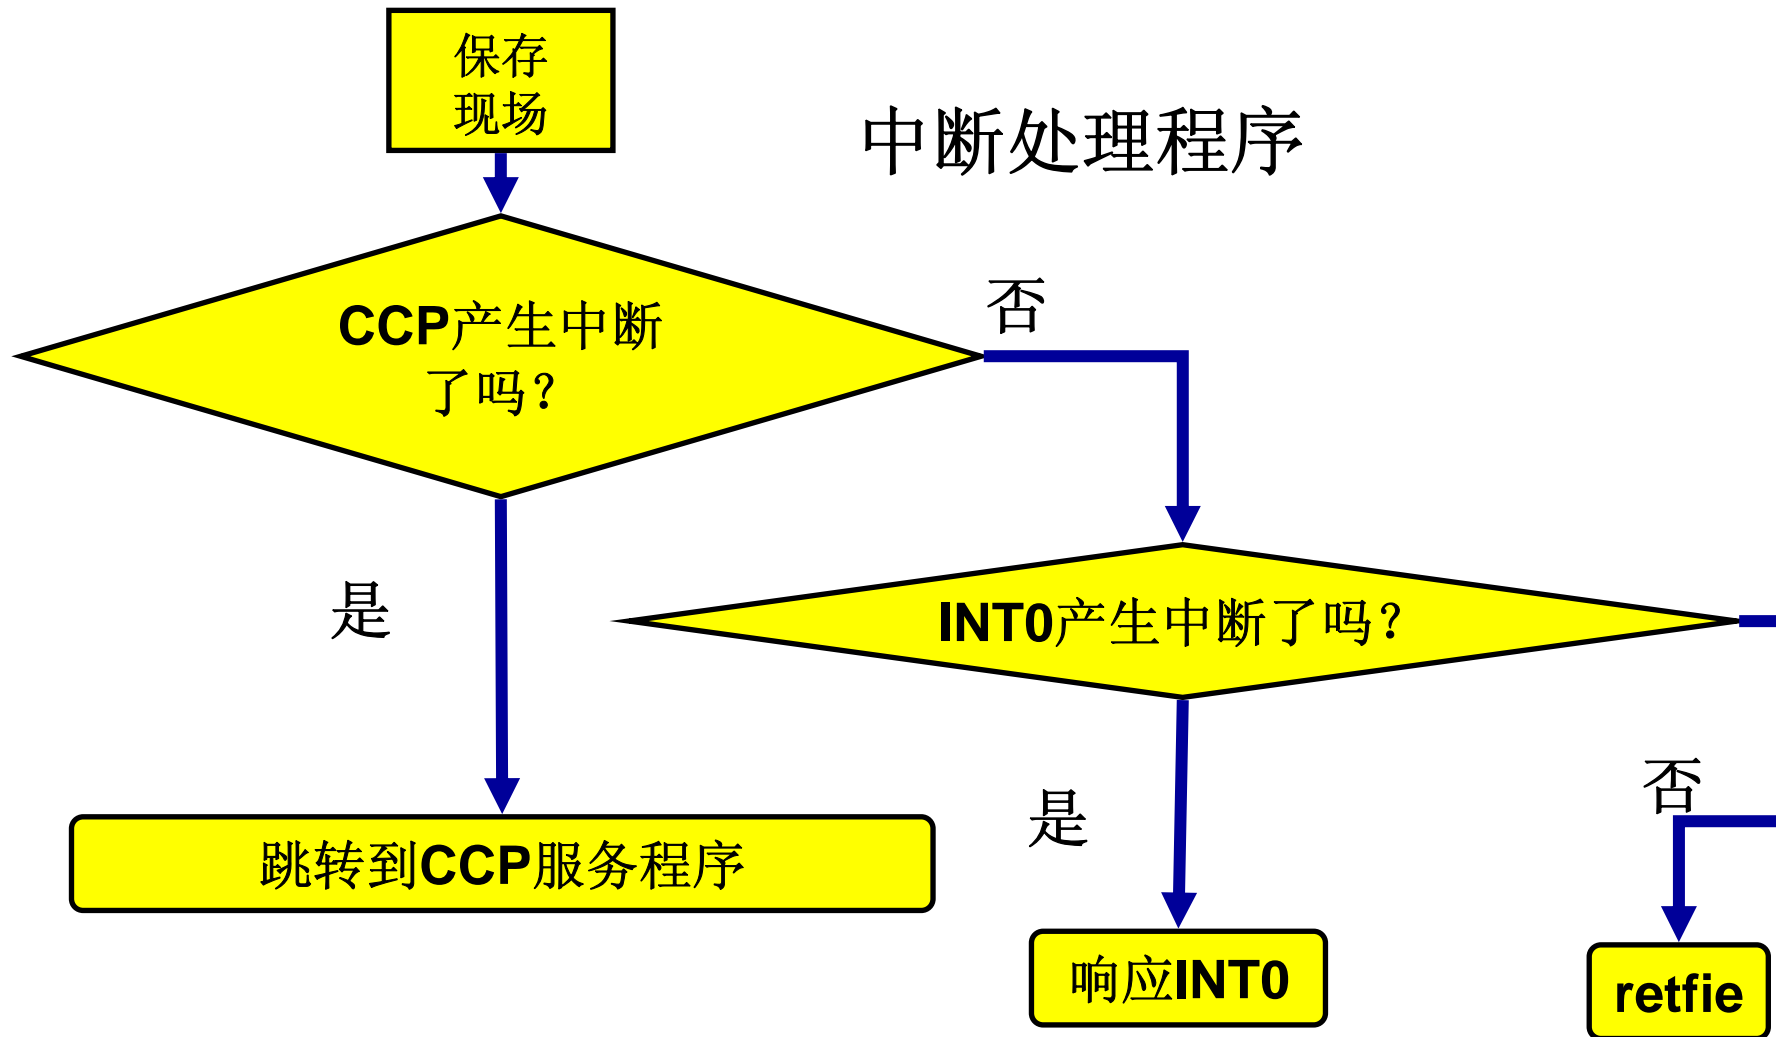 保存
现场
中断处理程序
CCP产生中断
了吗？
否
是
INT0产生中断了吗？
是
否
跳转到CCP服务程序
响应INT0
retfie